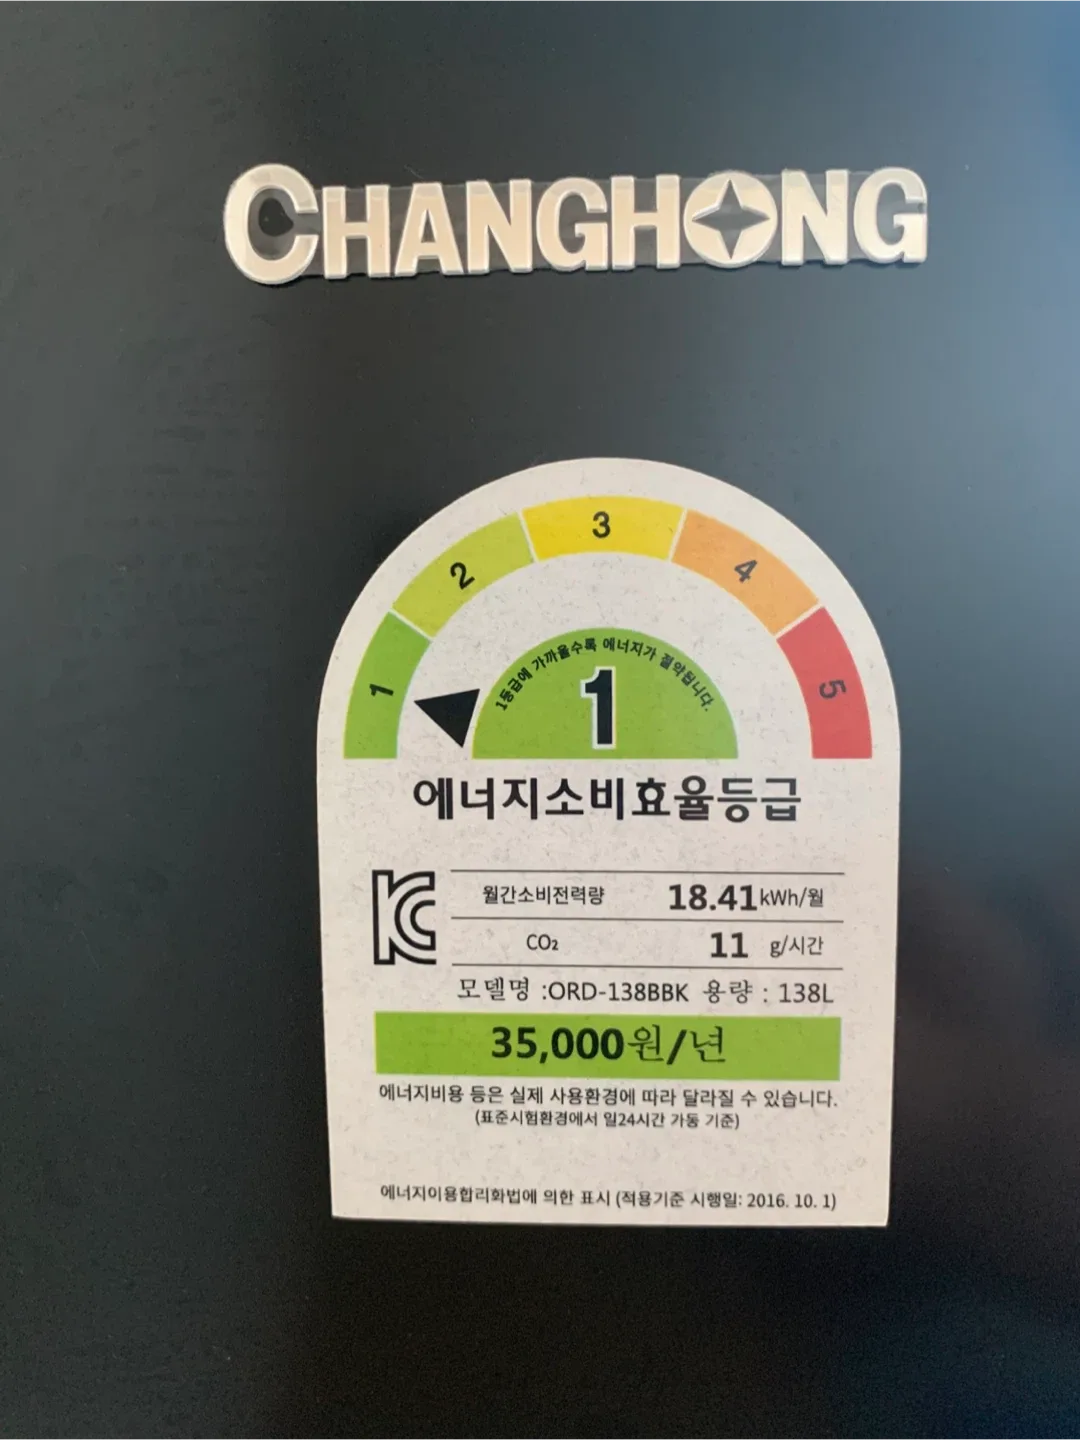 CHANGHONG
1 2 3 4 5
1등급에 가까울수록 에너지가 절약됩니다.
1
에너지소비효율등급
월간소비전력량 18.41kWh/월
CO₂ 11 g/시간
모델명 :ORD-138BBK 용량 : 138L
35,000원/년
에너지비용 등은 실제 사용환경에 따라 달라질 수 있습니다.
(표준시험환경에서 일24시간 가동 기준)
에너지이용합리화법에 의한 표시 (적용기준 시행일: 2016. 10. 1)